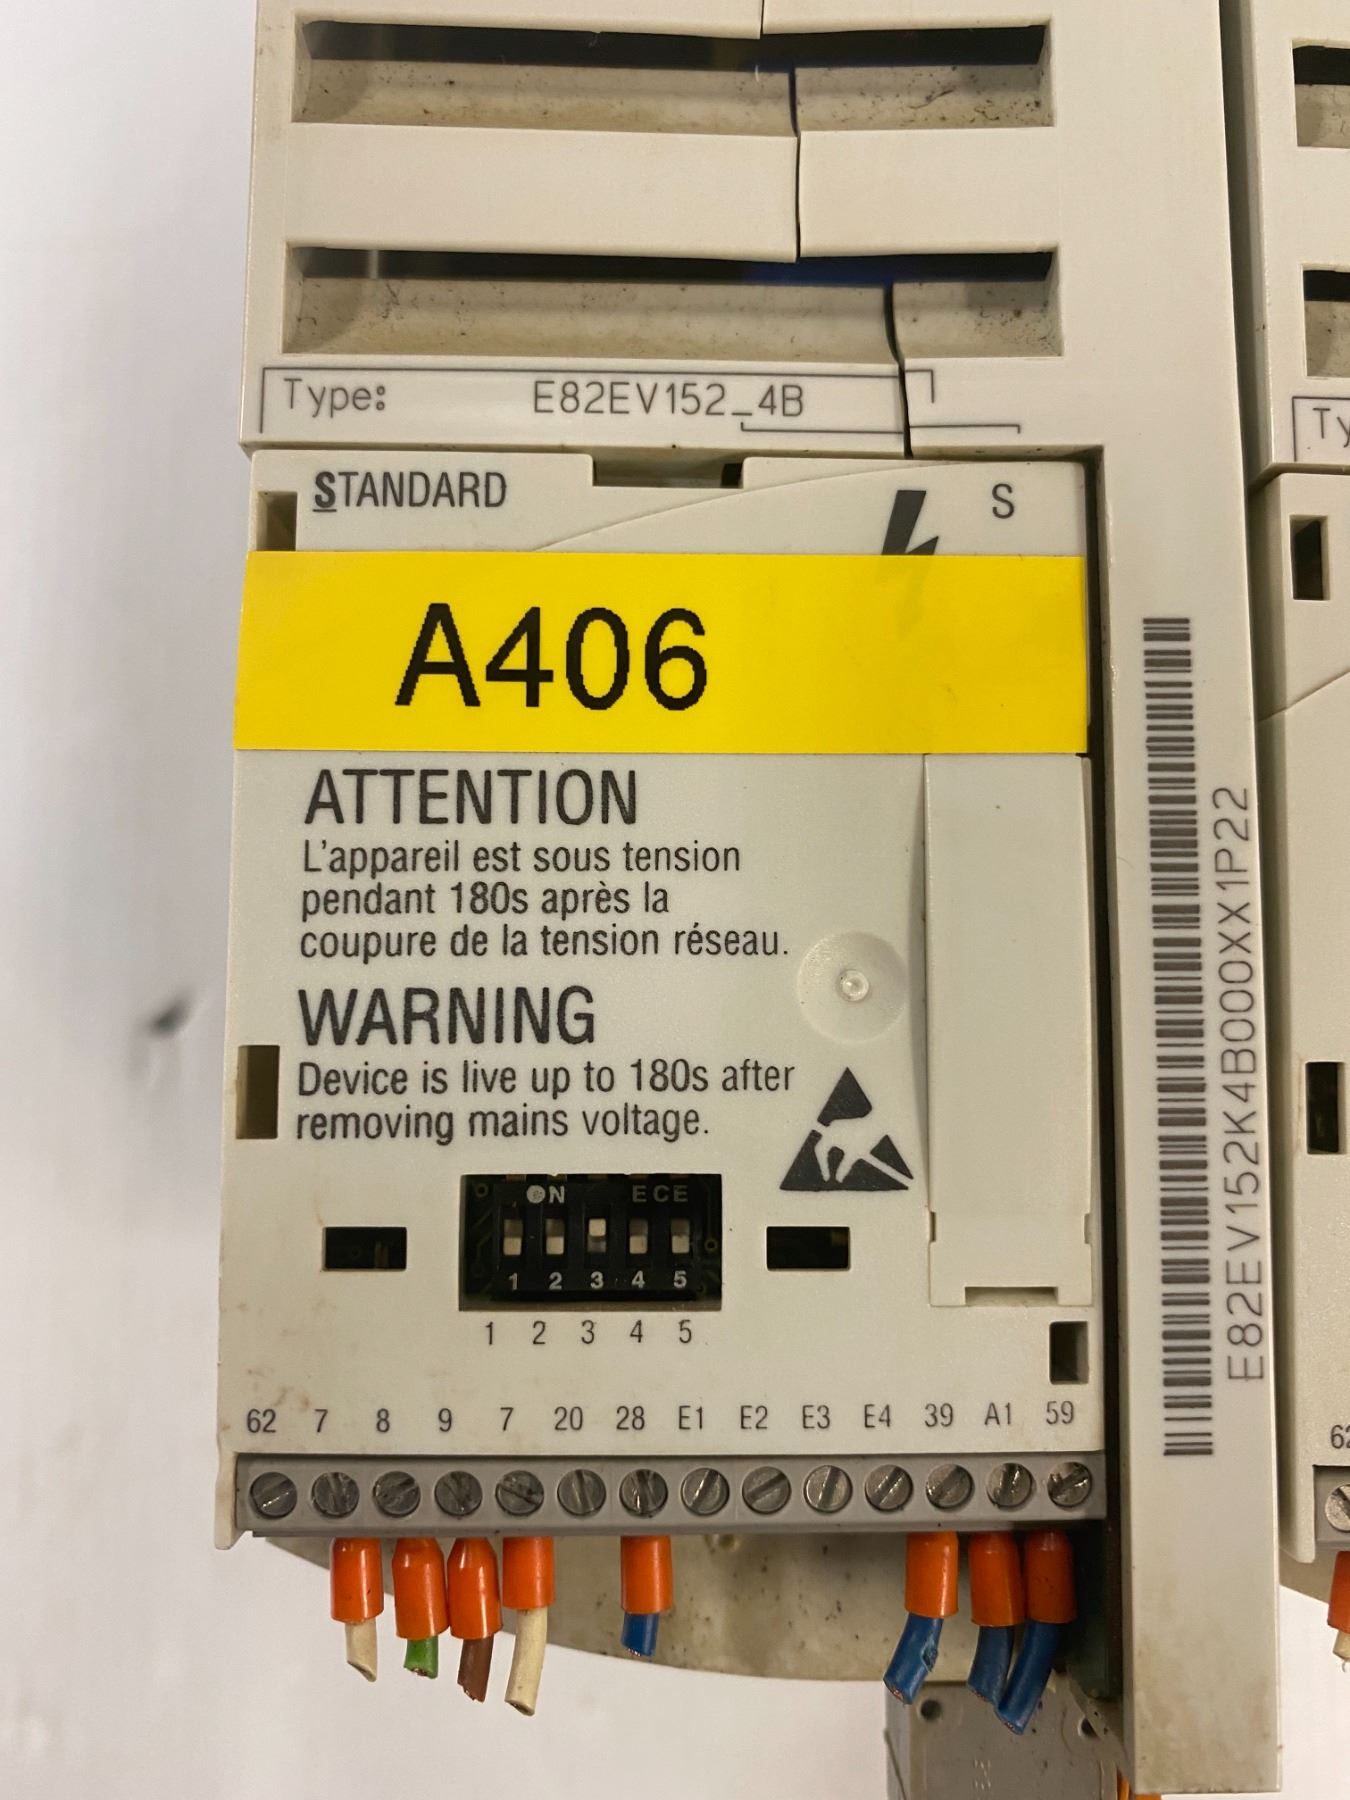 Type: E82EV152_4B
STANDARD
S
A406
ATTENTION
L'appareil est sous tension
pendant 180s après la
coupure de la tension réseau.
WARNING
Device is live up to 180s after
removing mains voltage.
ON ECE
1 2 3 4 5
1 2 3 4 5
62 7 8 9 7 20 28 E1 E2 E3 E4 39 A1 59
E82EV152K4B000XX1P22
Ty
62